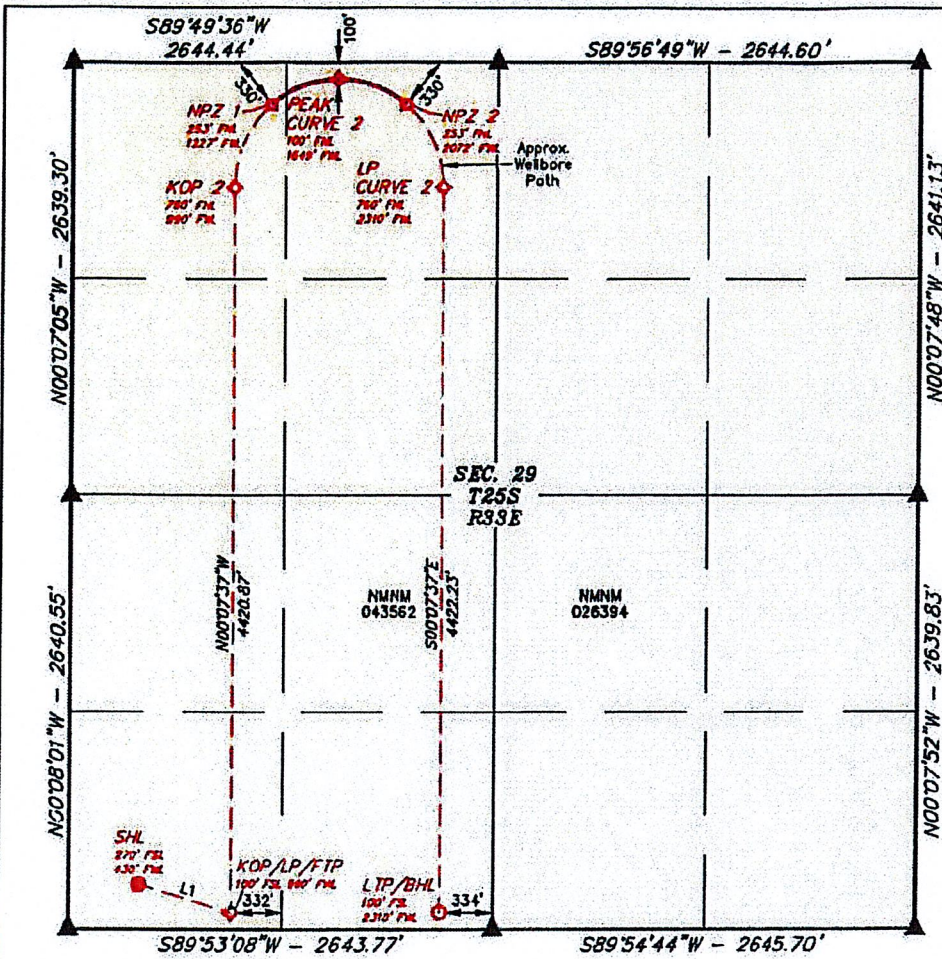 S89°49'36"W
2644.44'
100'
S89°56'49"W - 2644.60'
330'
330'
NPZ 1
253' FNL
1327' FWL
PEAK
CURVE 2
100' FNL
1649' FWL
NPZ 2
253' FNL
2072' FWL
Approx.
Wellbore
Path
KOP 2
FNL
FWL
LP
CURVE 2
760' FNL
2310' FWL
N00°07'05"W - 2639.30'
N00°07'48"W - 2641.13'
SEC. 29
T25S
R33E
N00°07'37"W
4420.87'
NMNM
043562
S00°07'37"E
4422.23'
NMNM
026394
N00°08'01"W - 2640.55'
N00°07'52"W - 2639.83'
SHL
270' FSL
430' FWL
L1
KOP/LP/FTP
100' FSL FWL
332'
LTP/BHL
100' FSL
2310' FWL
334'
S89°53'08"W - 2643.77'
S89°54'44"W - 2645.70'